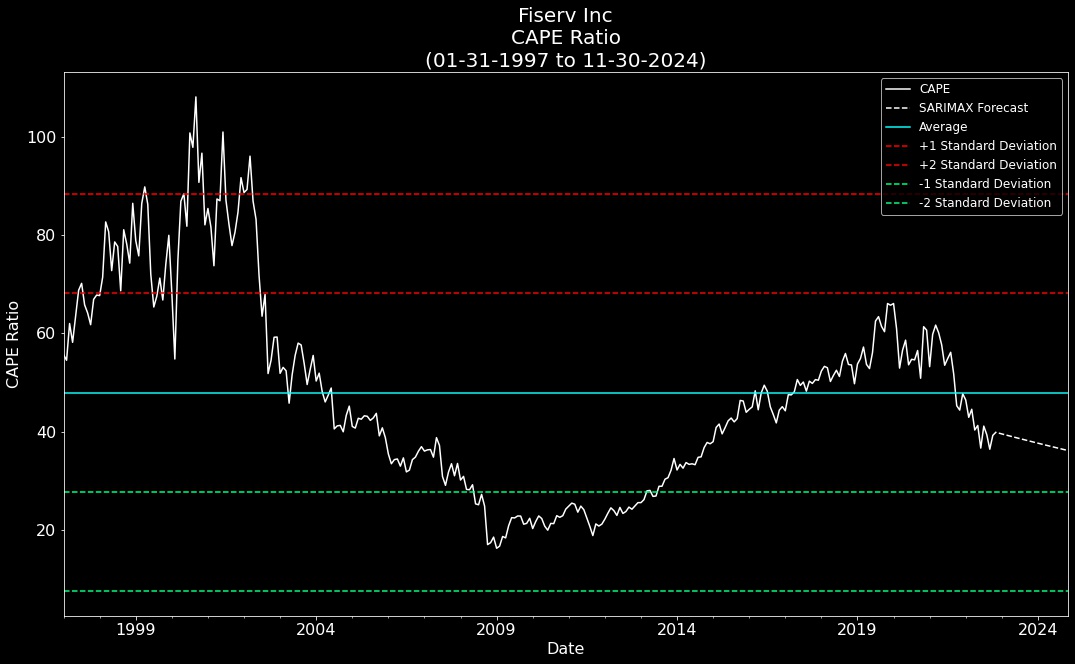 Fiserv Inc
CAPE Ratio
(01-31-1997 to 11-30-2024)
CAPE
SARIMAX Forecast
Average
+1 Standard Deviation
+2 Standard Deviation
-1 Standard Deviation
-2 Standard Deviation
CAPE Ratio
100
80
60
40
20
1999
2004
2009
2014
2019
2024
Date